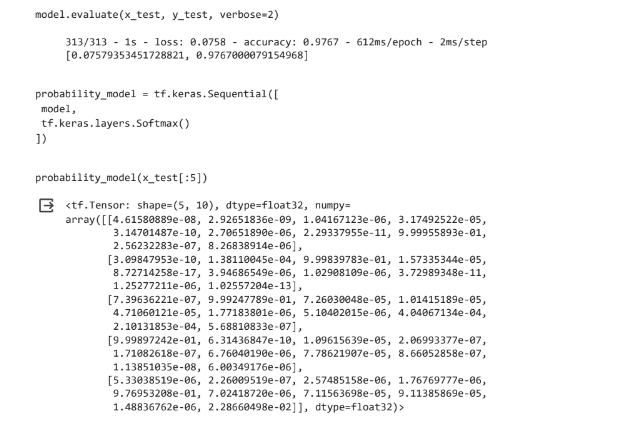 model.evaluate(x_test, y_test, verbose=2)
313/313 - 1s - loss: 0.0758 - accuracy: 0.9767 - 612ms/epoch - 2ms/step
[0.07579353451728821, 0.9767000079154968]
probability_model = tf.keras.Sequential([
model,
tf.keras.layers.Softmax()
])
probability_model(x_test[:5])
<tf.Tensor: shape=(5, 10), dtype=float32, numpy=
array([[4.61580889e-08, 2.92651836e-09, 1.04167123e-06, 3.17492522e-05,
3.14701487e-10, 2.70651890e-06, 2.29337955e-11, 9.99955893e-01,
2.56232283e-07, 8.26838914e-06],
[3.09847953e-10, 1.38110045e-04, 9.99839783e-01, 1.57335344e-05,
8.72714258e-17, 3.94686549e-06, 1.02908109e-06, 3.72989348e-11,
1.25277211e-06, 1.02557204e-13],
[7.39636221e-07, 9.99247789e-01, 7.26030048e-05, 1.01415189e-05,
4.71060121e-05, 1.77183801e-06, 5.10402015e-06, 4.04067134e-04,
2.10131853e-04, 5.68810833e-07],
[9.99897242e-01, 6.31436847e-10, 1.09615639e-05, 2.06993377e-07,
1.71082618e-07, 6.76040190e-06, 7.78621907e-05, 8.66052858e-07,
1.13851035e-08, 6.00349176e-06],
[5.33038519e-06, 2.26009519e-07, 2.57485158e-06, 1.76769777e-06,
9.76953208e-01, 7.02418720e-06, 7.11563698e-05, 9.11385869e-05,
1.48836762e-06, 2.28660498e-02]], dtype=float32)>